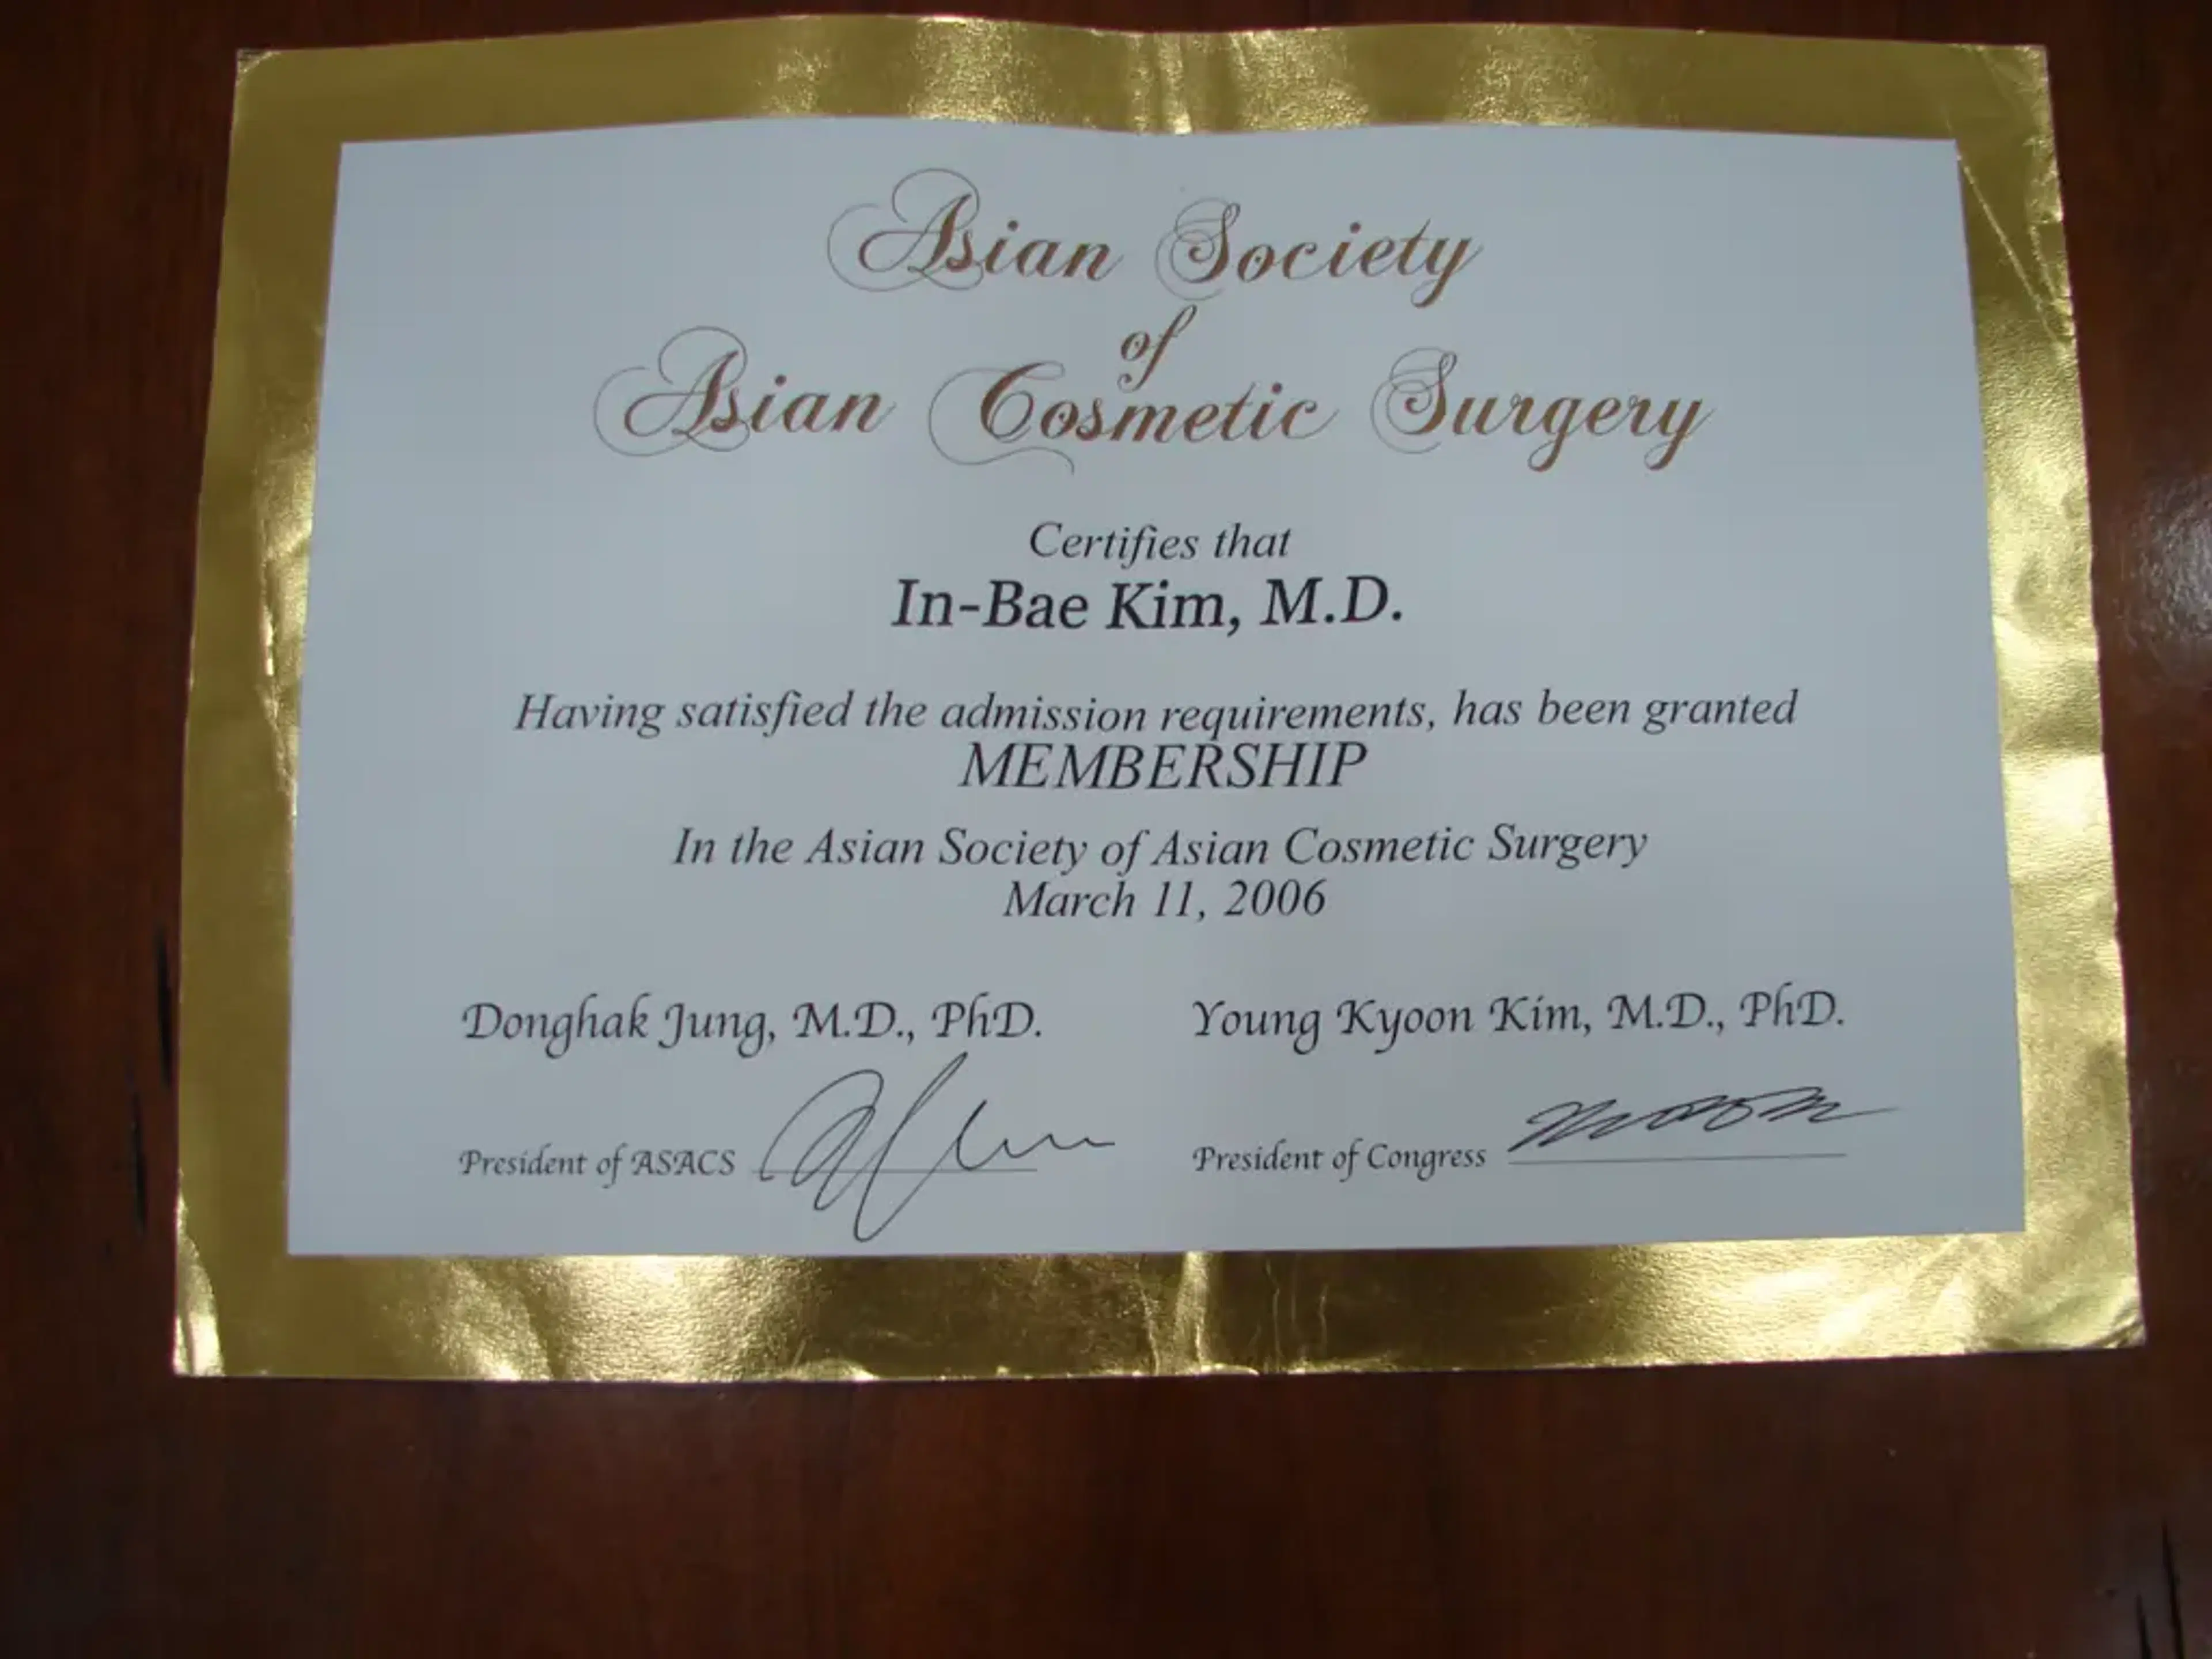 Asian Society
of
Asian Cosmetic Surgery
Certifies that
In-Bae Kim, M.D.
Having satisfied the admission requirements, has been granted
MEMBERSHIP
In the Asian Society of Asian Cosmetic Surgery
March 11, 2006
Donghak Jung, M.D., PhD. Young Kyoon Kim, M.D., PhD.
President of ASACS President of Congress